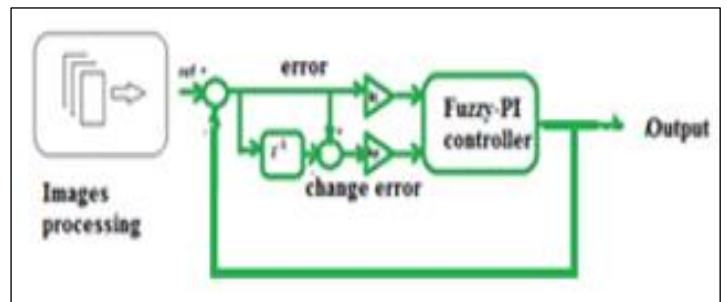 ref +
error
Fuzzy-PI
controller
Output
change error
Images
processing